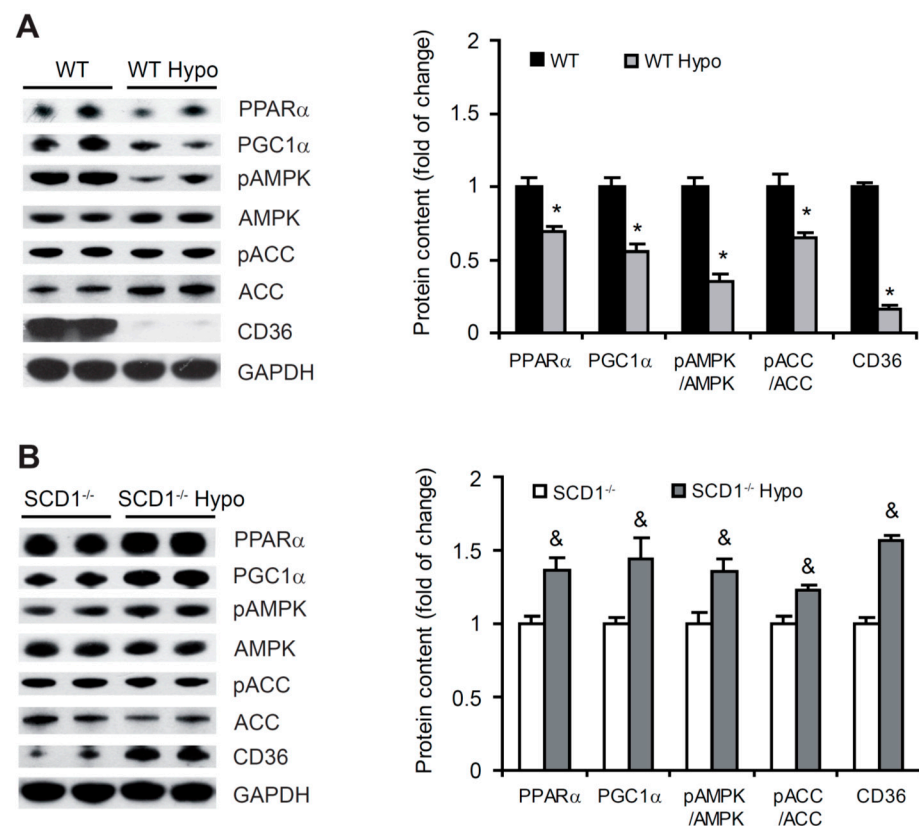 A
WT WT Hypo
PPARα
PGC1α
pAMPK
AMPK
pACC
ACC
CD36
GAPDH
Protein content (fold of change)
2
1.5
1
0.5
0
WT WT Hypo
* * * * *
PPARα PGC1α pAMPK pACC CD36
/AMPK /ACC
B
SCD1-/- SCD1-/- Hypo
PPARα
PGC1α
pAMPK
AMPK
pACC
ACC
CD36
GAPDH
Protein content (fold of change)
2
1.5
1
0.5
0
SCD1-/- SCD1-/- Hypo
& & & & &
PPARα PGC1α pAMPK pACC CD36
/AMPK /ACC